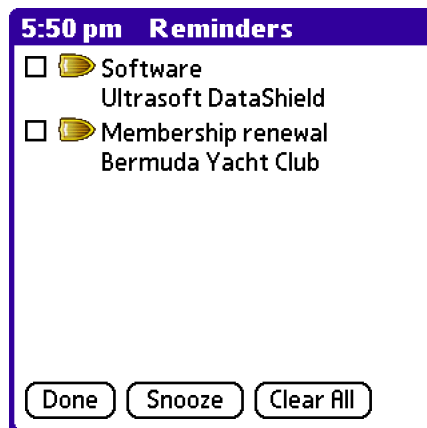 5:50 pm Reminders
Software
Ultrasoft DataShield
Membership renewal
Bermuda Yacht Club
Done Snooze Clear All